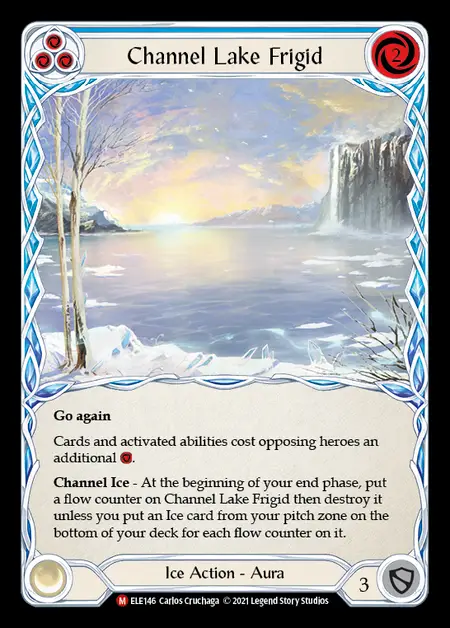 Channel Lake Frigid
2
Go again
Cards and activated abilities cost opposing heroes an
additional .
Channel Ice - At the beginning of your end phase, put
a flow counter on Channel Lake Frigid then destroy it
unless you put an Ice card from your pitch zone on the
bottom of your deck for each flow counter on it.
Ice Action - Aura
3
M ELE146 Carlos Cruchaga © 2021 Legend Story Studios